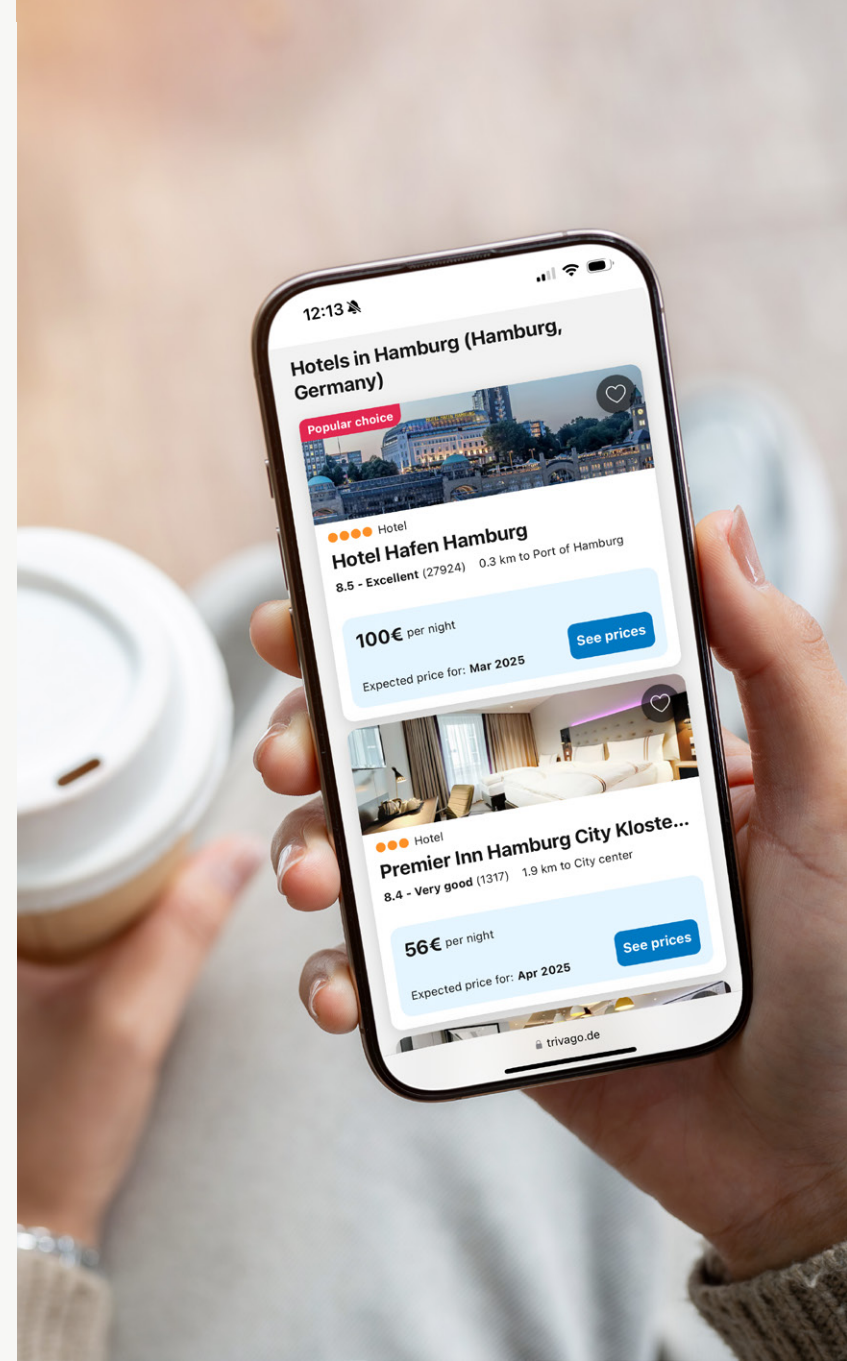 12:13
Hotels in Hamburg (Hamburg,
Germany)
Popular choice
Hotel
Hotel Hafen Hamburg
8.5 - Excellent (27924) 0.3 km to Port of Hamburg
100€ per night
Expected price for: Mar 2025
See prices
Hotel
Premier Inn Hamburg City Kloste...
8.4 - Very good (1317) 1.9 km to City center
56€ per night
Expected price for: Apr 2025
See prices
trivago.de